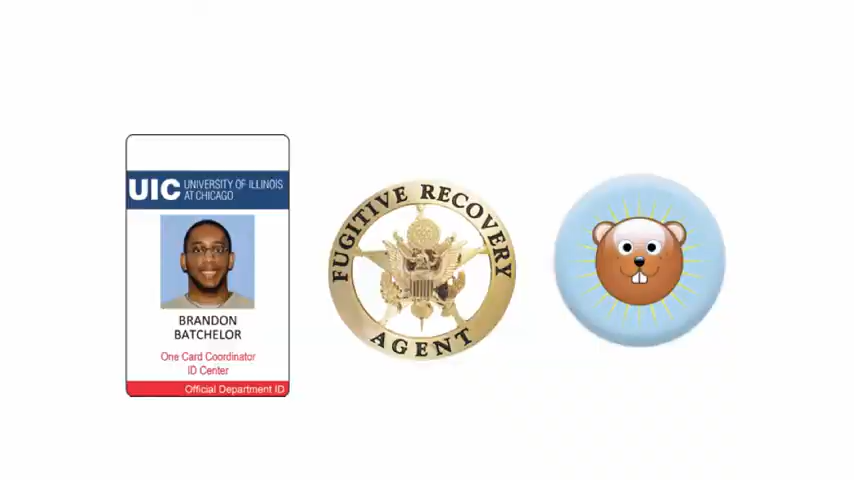 UIC UNIVERSITY OF ILLINOIS
AT CHICAGO
BRANDON
BATCHELOR
One Card Coordinator
ID Center
Official Department ID
FUGITIVE RECOVERY
AGENT